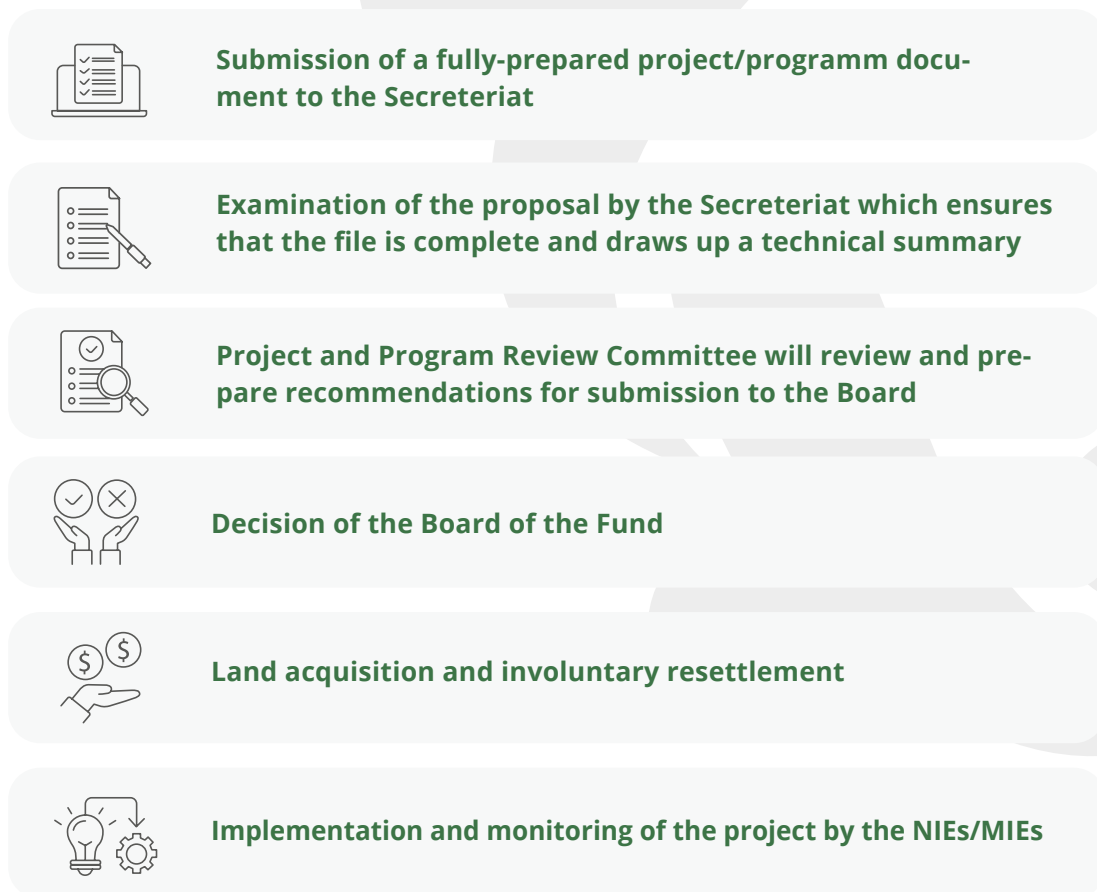 Submission of a fully-prepared project/programm docu-
ment to the Secreteriat
Examination of the proposal by the Secreteriat which ensures
that the file is complete and draws up a technical summary
Project and Program Review Committee will review and pre-
pare recommendations for submission to the Board
Decision of the Board of the Fund
$ $
Land acquisition and involuntary resettlement
Implementation and monitoring of the project by the NIEs/MIEs